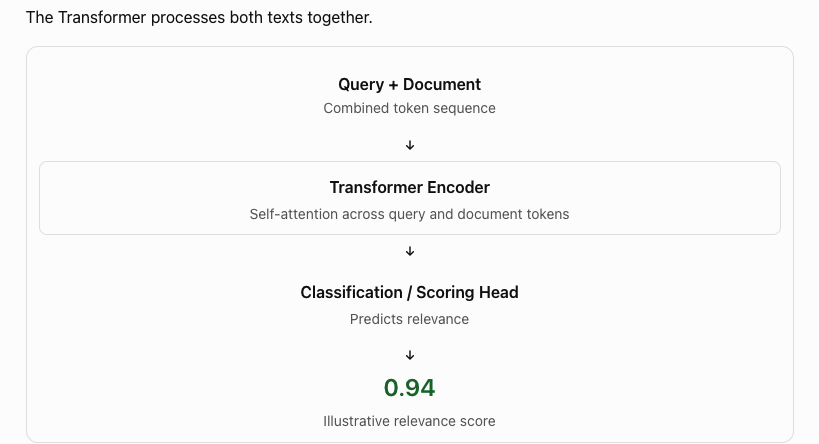 The Transformer processes both texts together.
Query + Document
Combined token sequence
↓
Transformer Encoder
Self-attention across query and document tokens
↓
Classification / Scoring Head
Predicts relevance
↓
0.94
Illustrative relevance score